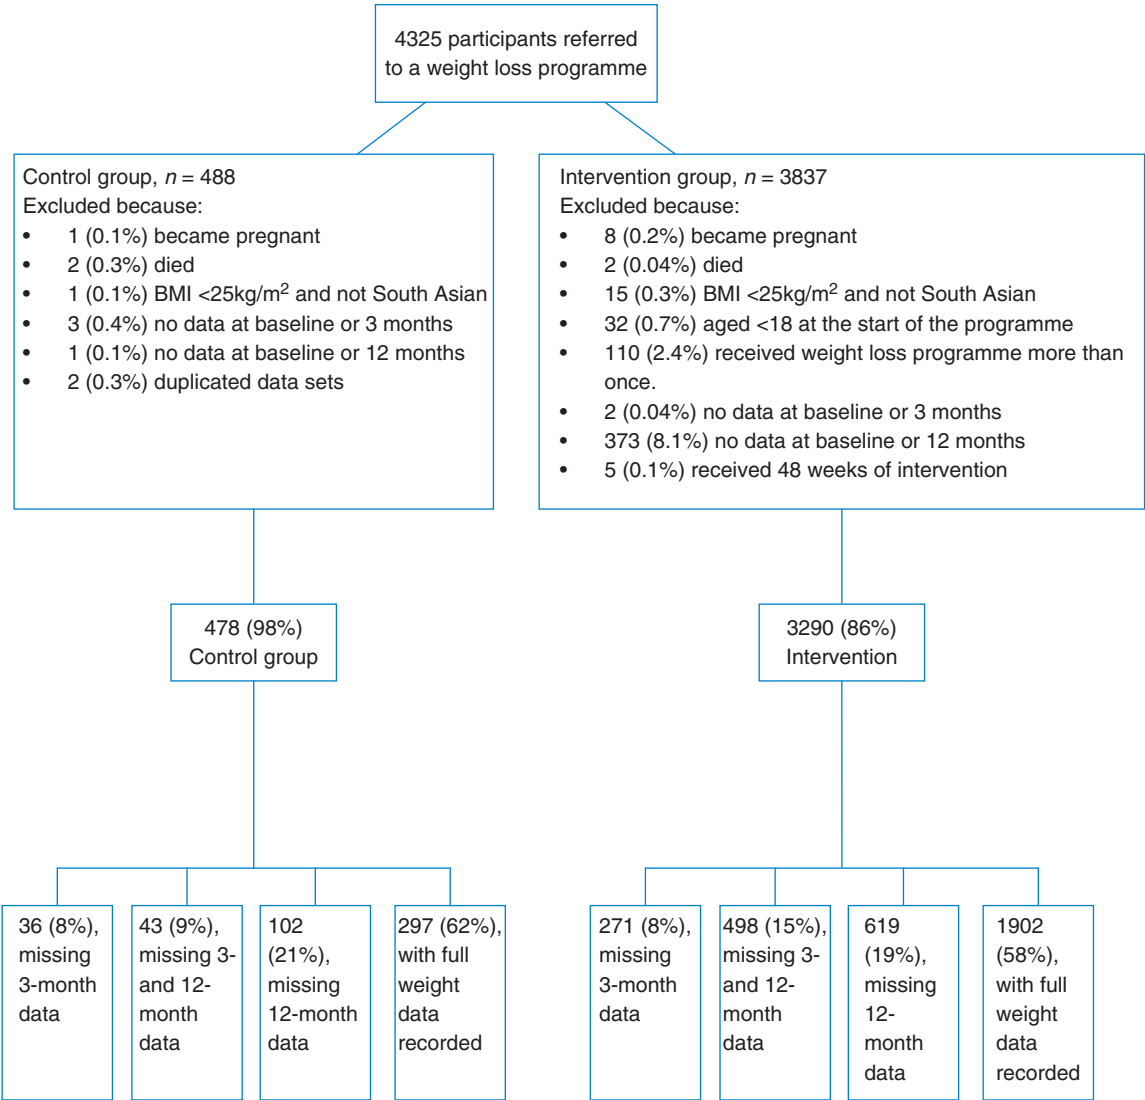 4325 participants referred
to a weight loss programme
Control group, n = 488
Excluded because:
• 1 (0.1%) became pregnant
• 2 (0.3%) died
• 1 (0.1%) BMI <25kg/m² and not South Asian
• 3 (0.4%) no data at baseline or 3 months
• 1 (0.1%) no data at baseline or 12 months
• 2 (0.3%) duplicated data sets
Intervention group, n = 3837
Excluded because:
• 8 (0.2%) became pregnant
• 2 (0.04%) died
• 15 (0.3%) BMI <25kg/m² and not South Asian
• 32 (0.7%) aged <18 at the start of the programme
• 110 (2.4%) received weight loss programme more than
once.
• 2 (0.04%) no data at baseline or 3 months
• 373 (8.1%) no data at baseline or 12 months
• 5 (0.1%) received 48 weeks of intervention
478 (98%)
Control group
3290 (86%)
Intervention
36 (8%),
missing
3-month
data
43 (9%),
missing 3-
and 12-
month
data
102
(21%),
missing
12-month
data
297 (62%),
with full
weight
data
recorded
271 (8%),
missing
3-month
data
498 (15%),
missing 3-
and 12-
month
data
619
(19%),
missing
12-
month
data
1902
(58%),
with full
weight
data
recorded